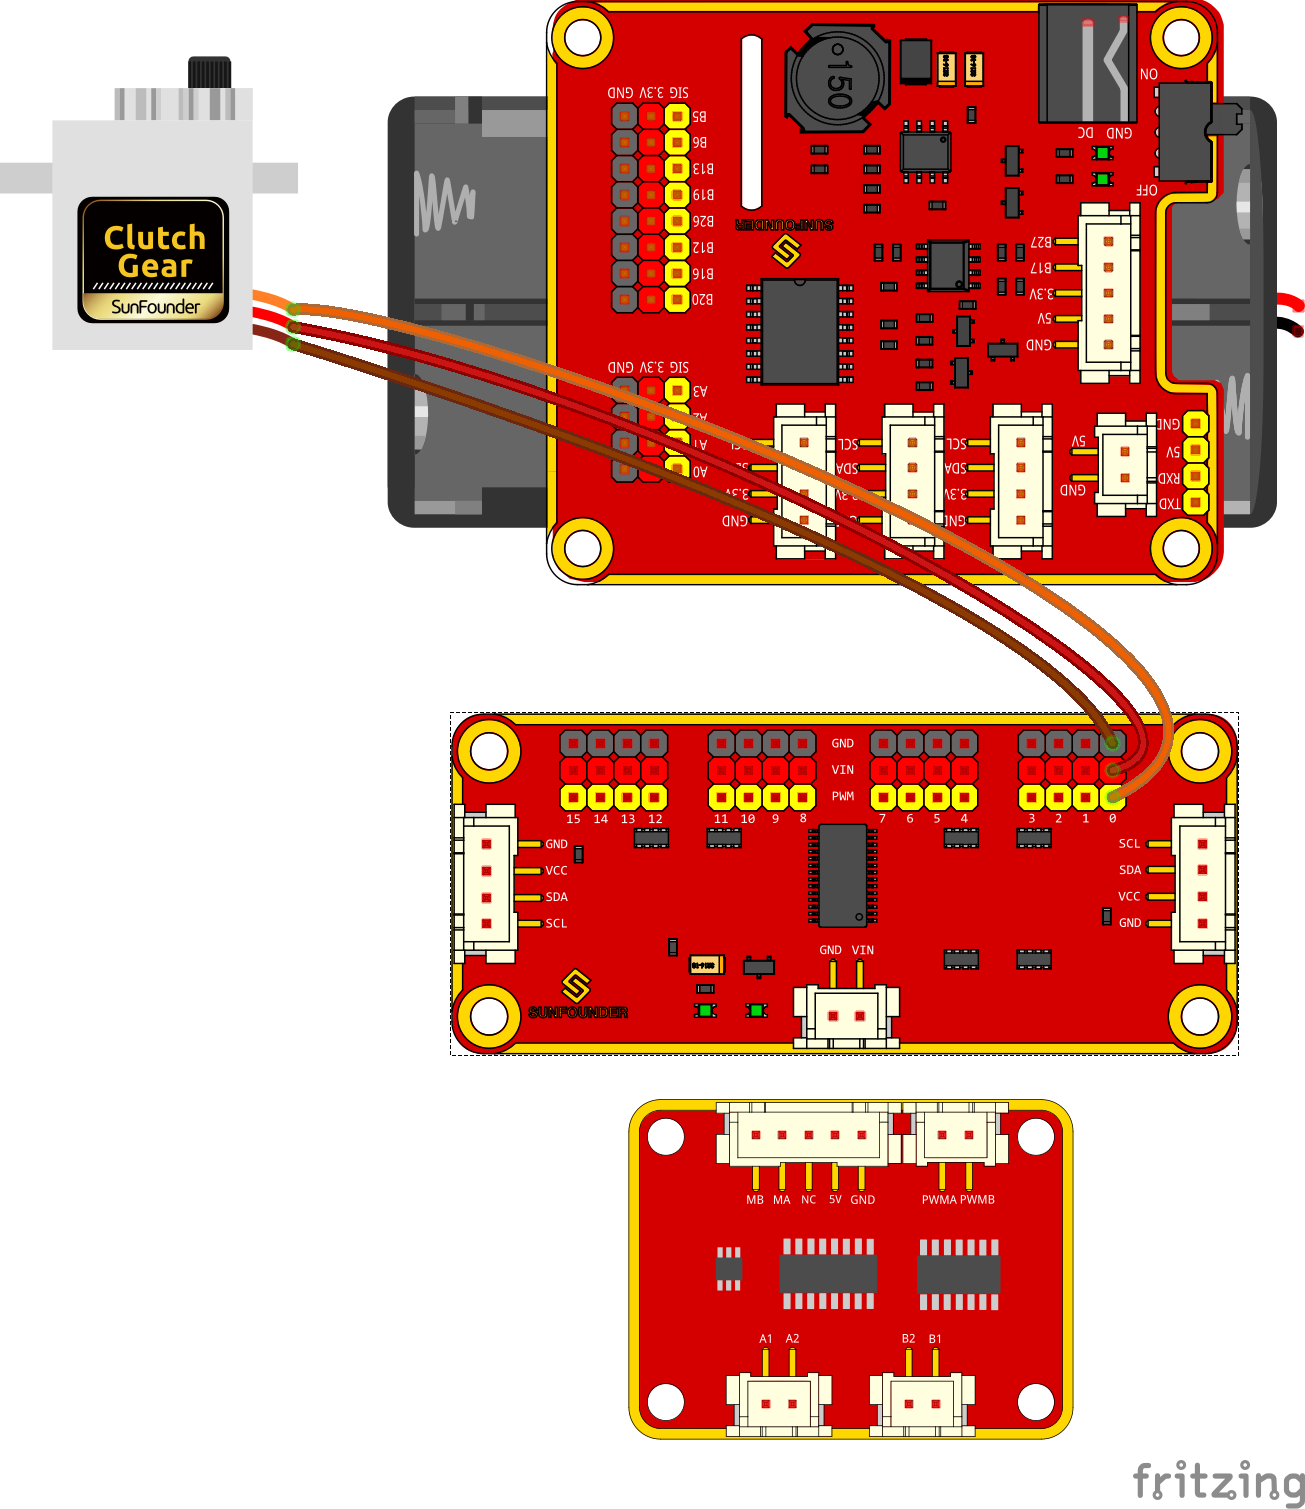 Clutch
Gear
SunFounder
150
ON
OFF
DC GND
GND 3.3V SIG
B5
B6
B13
B19
B26
B12
B16
B20
SUNFOUNDER
B27
B17
3.3V
5V
GND
GND 3.3V SIG
A3
A2
A1
A0
SCL
3.3V
GND
SCL
SDA
3.3V
SCL
SDA
3.3V
GND
5V
GND
GND
5V
RXD
TXD
GND
VIN
PWM
15 14 13 12 11 10 9 8 7 6 5 4 3 2 1 0
GND
VCC
SDA
SCL
SCL
SDA
VCC
GND
GND VIN
SUNFOUNDER
MB MA NC 5V GND PWMA PWMB
A1 A2 B2 B1
fritzing